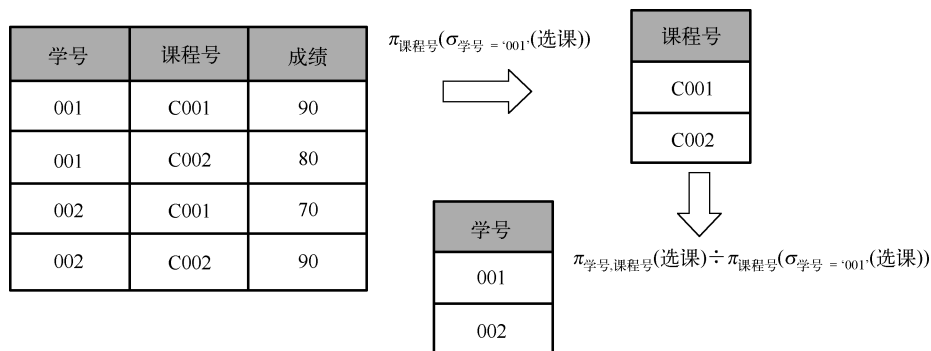 学号 课程号 成绩
001 C001 90
001 C002 80
002 C001 70
002 C002 90
π课程号(σ学号 = ‘001’(选课))
课程号
C001
C002
π学号,课程号(选课)÷π课程号(σ学号 = ‘001’(选课))
学号
001
002